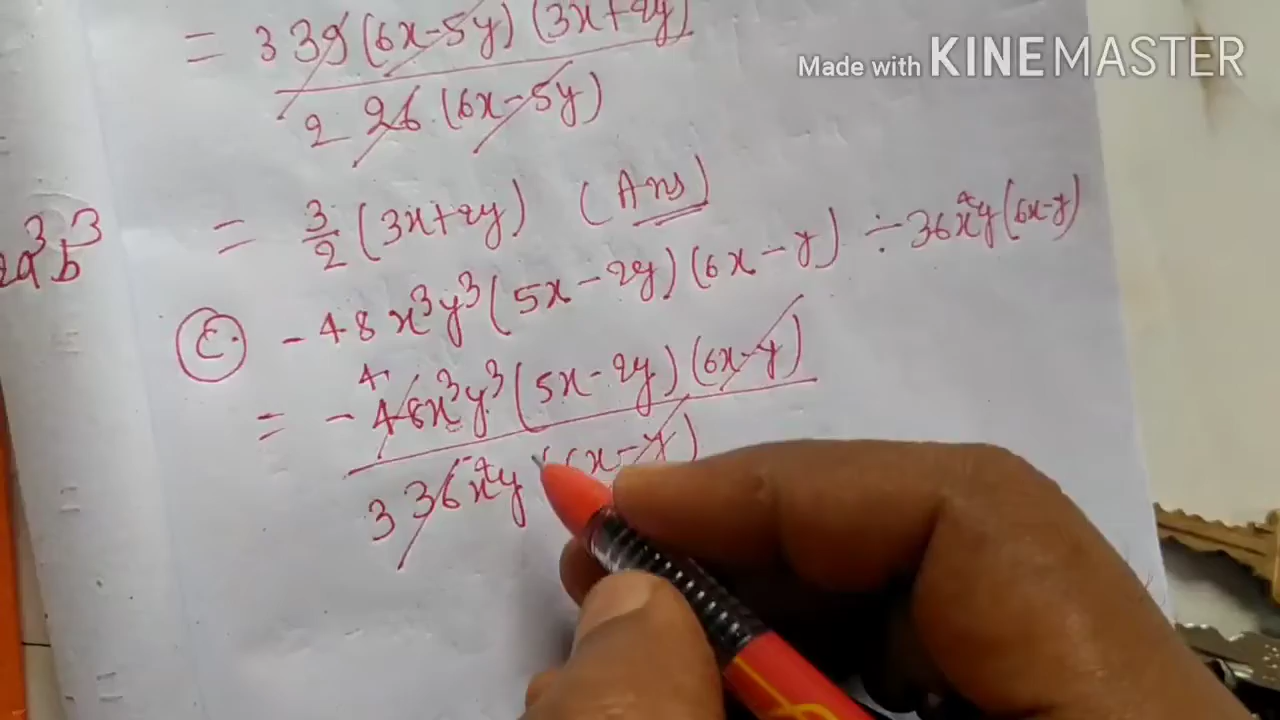 Made with KINEMASTER
= 3 39 (6x-5y) (3x+2y)
2 26 (6x-5y)
= 3/2 (3x+2y) (Ans)
2a³b³
c. -48x³y³(5x-2y)(6x-y) ÷ 36x²y(6x-y)
4
= -48x³y³(5x-2y)(6x-y)
3 36x²y(6x-y)